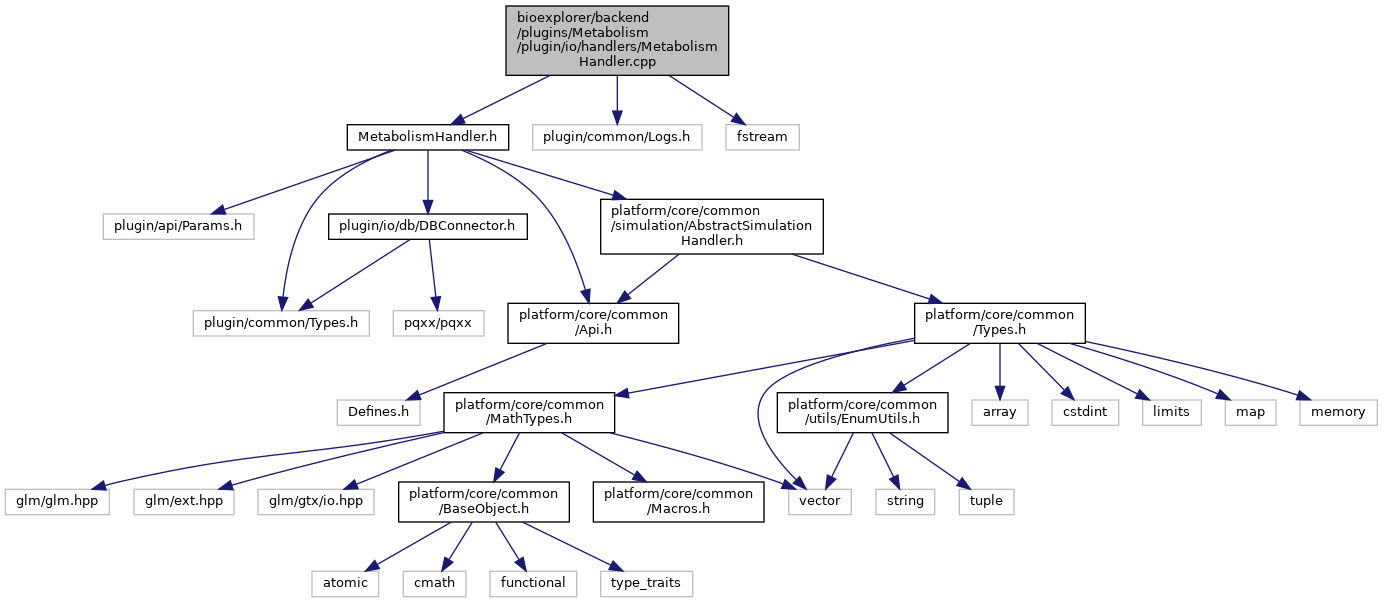 bioexplorer/backend
/plugins/Metabolism
/plugin/io/handlers/Metabolism
Handler.cpp
MetabolismHandler.h
plugin/common/Logs.h
fstream
plugin/api/Params.h
plugin/io/db/DBConnector.h
platform/core/common
/simulation/AbstractSimulation
Handler.h
plugin/common/Types.h
pqxx/pqxx
platform/core/common
/Api.h
platform/core/common
/Types.h
Defines.h
platform/core/common
/MathTypes.h
platform/core/common
/utils/EnumUtils.h
array
cstdint
limits
map
memory
glm/glm.hpp
glm/ext.hpp
glm/gtx/io.hpp
platform/core/common
/BaseObject.h
platform/core/common
/Macros.h
vector
string
tuple
atomic
cmath
functional
type_traits